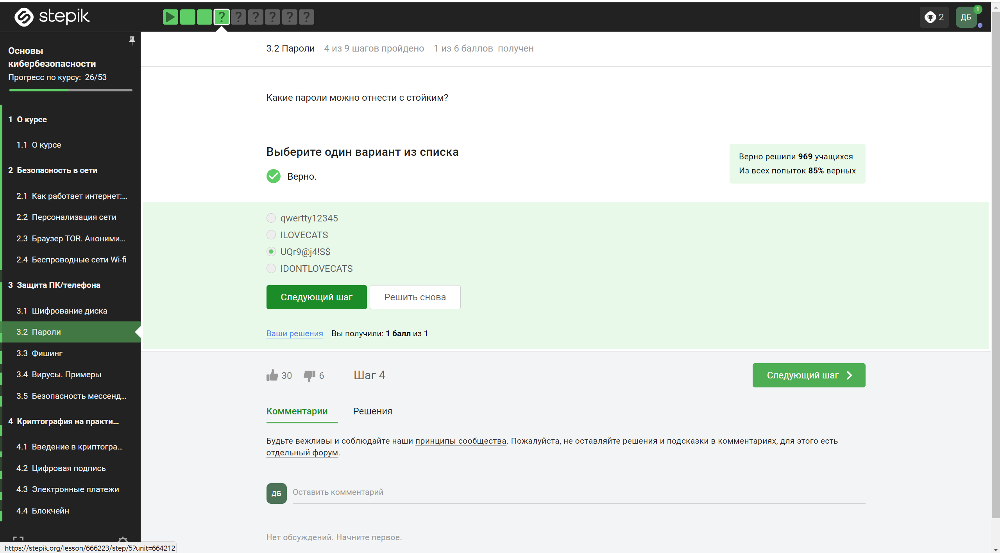 stepik
? ? ? ? ? ?
2
ДБ
1
Основы
кибербезопасности
Прогресс по курсу: 26/53
1 О курсе
1.1 О курсе
2 Безопасность в сети
2.1 Как работает интернет:...
2.2 Персонализация сети
2.3 Браузер TOR. Аноними...
2.4 Беспроводные сети Wi-fi
3 Защита ПК/телефона
3.1 Шифрование диска
3.2 Пароли
3.3 Фишинг
3.4 Вирусы. Примеры
3.5 Безопасность мессенд...
4 Криптография на практи...
4.1 Введение в криптогра...
4.2 Цифровая подпись
4.3 Электронные платежи
4.4 Блокчейн
3.2 Пароли 4 из 9 шагов пройдено 1 из 6 баллов получен
Какие пароли можно отнести с стойким?
Выберите один вариант из списка
Верно.
Верно решили 969 учащихся
Из всех попыток 85% верных
qwertty12345
ILOVECATS
UQr9@j4!S$
IDONTLOVECATS
Следующий шаг Решить снова
Ваши решения Вы получили: 1 балл из 1
30 6 Шаг 4 Следующий шаг
Комментарии Решения
Будьте вежливы и соблюдайте наши принципы сообщества. Пожалуйста, не оставляйте решения и подсказки в комментариях, для этого есть
отдельный форум.
ДБ Оставить комментарий
Нет обсуждений. Начните первое.
https://stepik.org/lesson/666223/step/5?unit=664212